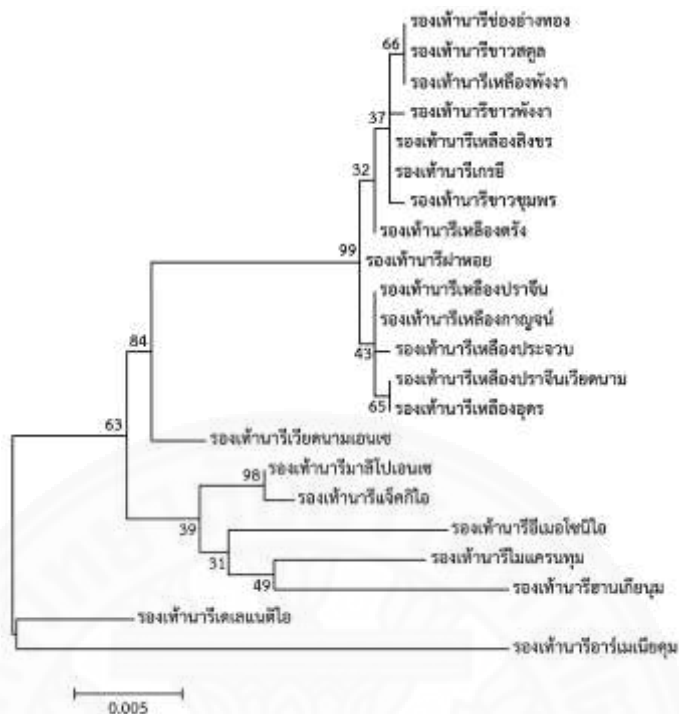 รองเท้านารีช่องอ่างทอง
66
รองเท้านารีขาวสตูล
รองเท้านารีเหลืองพังงา
37
รองเท้านารีขาวพังงา
รองเท้านารีเหลืองสิงขร
32
รองเท้านารีเกรยี
รองเท้านารีขาวชุมพร
รองเท้านารีเหลืองตรัง
99
รองเท้านารีฝาหอย
รองเท้านารีเหลืองปราจีน
รองเท้านารีเหลืองกาญจน์
84
43
รองเท้านารีเหลืองประจวบ
รองเท้านารีเหลืองปราจีนเวียดนาม
65
รองเท้านารีเหลืองอุดร
63
รองเท้านารีเวียดนามเอนเซ
รองเท้านารีมาลิโปเอนเซ
98
รองเท้านารีแจ็คกิไอ
39
รองเท้านารีอีเมอโซนิไอ
31
รองเท้านารีไมแครนทุม
49
รองเท้านารีฮานเกียนุม
รองเท้านารีเดเลแนติไอ
รองเท้านารีอาร์เมเนียคุม
0.005